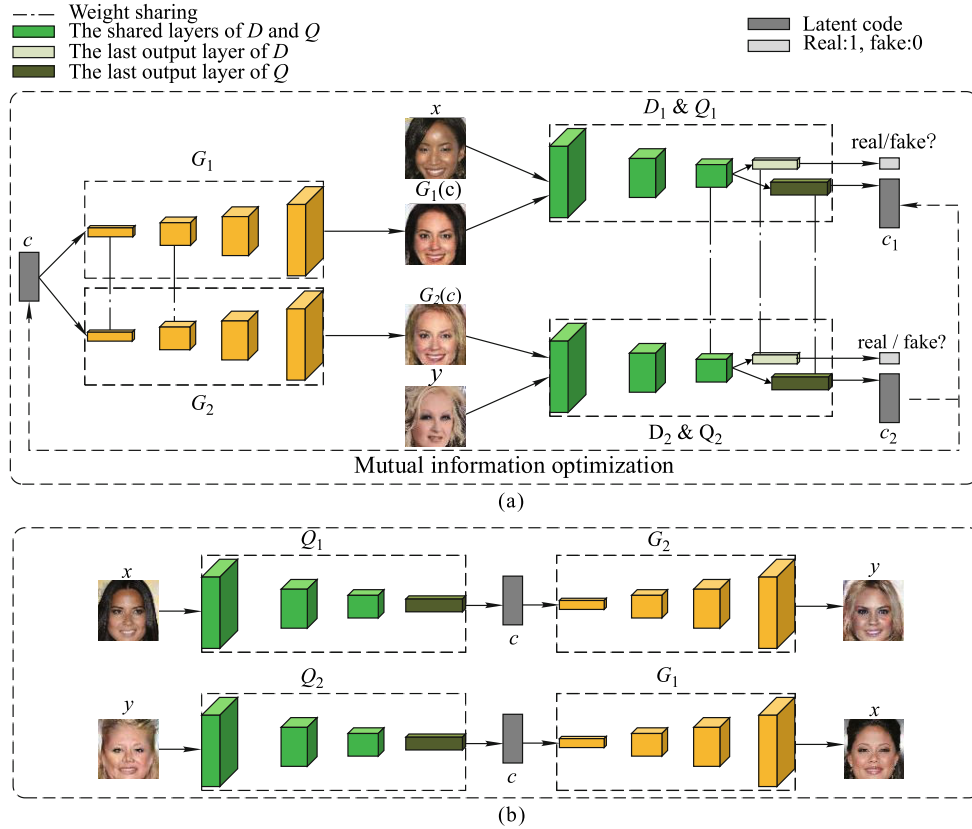 Weight sharing
The shared layers of D and Q
The last output layer of D
The last output layer of Q
Latent code
Real:1, fake:0
x
D1 & Q1
real/fake?
G1
G1(c)
c
c1
G2(c)
real / fake?
y
G2
D2 & Q2
c2
Mutual information optimization
(a)
Q1
G2
x
y
c
Q2
G1
y
x
c
(b)